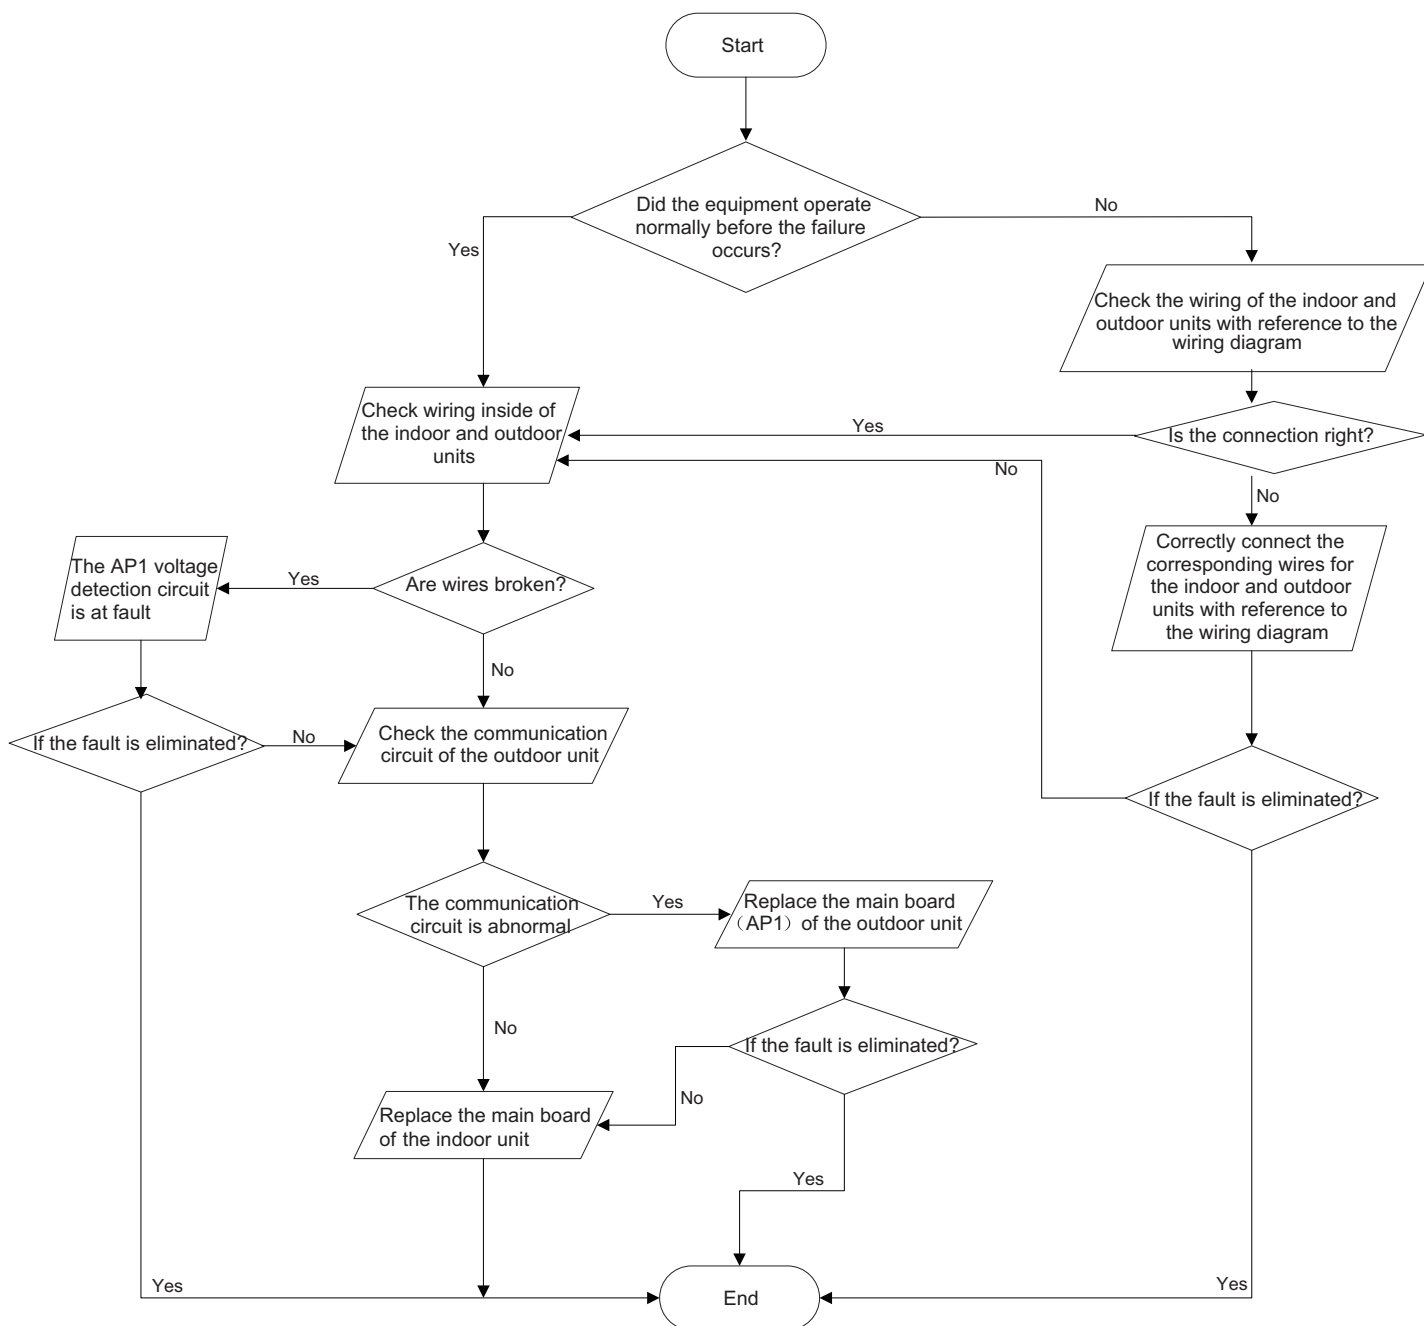 Start
Did the equipment operate
normally before the failure
occurs?
No
Yes
Check the wiring of the indoor and
outdoor units with reference to the
wiring diagram
Check wiring inside of
the indoor and outdoor
units
Yes
Is the connection right?
No
No
Correctly connect the
corresponding wires for
the indoor and outdoor
units with reference to
the wiring diagram
The AP1 voltage
detection circuit
is at fault
Yes
Are wires broken?
No
If the fault is eliminated?
No
Check the communication
circuit of the outdoor unit
If the fault is eliminated?
The communication
circuit is abnormal
Yes
Replace the main board
（AP1）of the outdoor unit
No
If the fault is eliminated?
No
Replace the main board
of the indoor unit
Yes
Yes
End
Yes